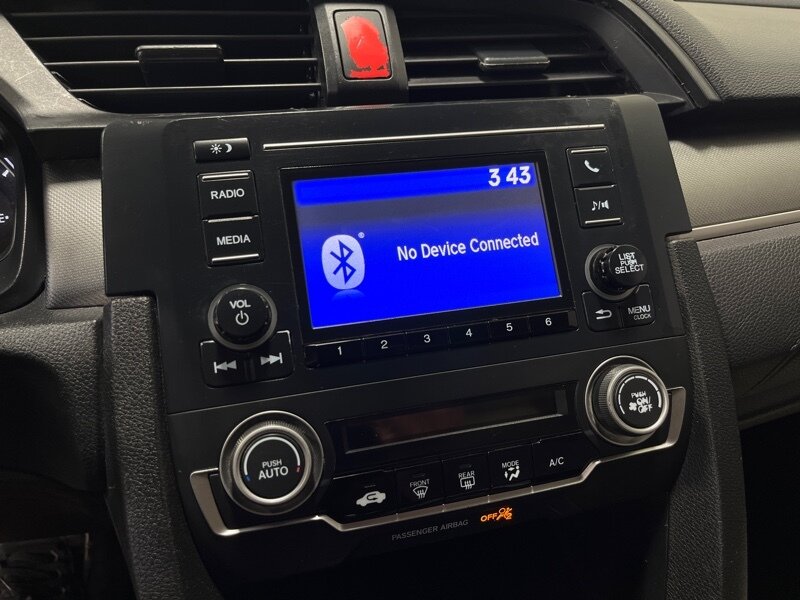 RADIO
MEDIA
3 43
No Device Connected
®
VOL
LIST
PUSH
SELECT
MENU
CLOCK
1 2 3 4 5 6
PUSH
AUTO
PUSH
ON/
OFF
FRONT
REAR
MODE
A/C
PASSENGER AIRBAG
OFF